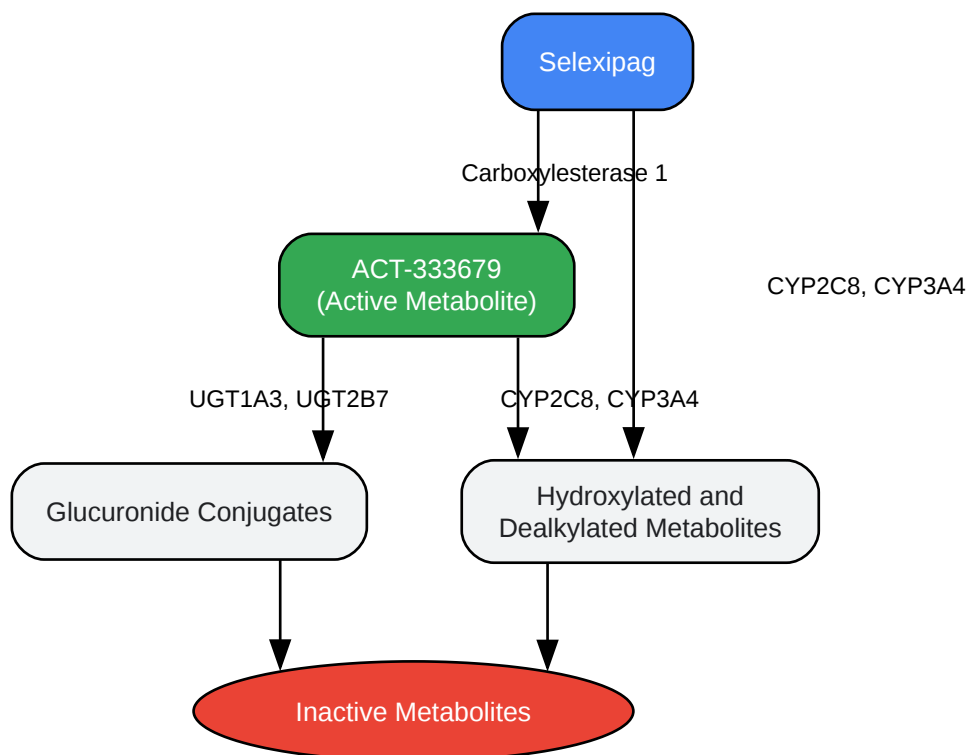 Selexipag
Carboxylesterase 1
ACT-333679
(Active Metabolite)
CYP2C8, CYP3A4
UGT1A3, UGT2B7
CYP2C8, CYP3A4
Glucuronide Conjugates
Hydroxylated and
Dealkylated Metabolites
Inactive Metabolites